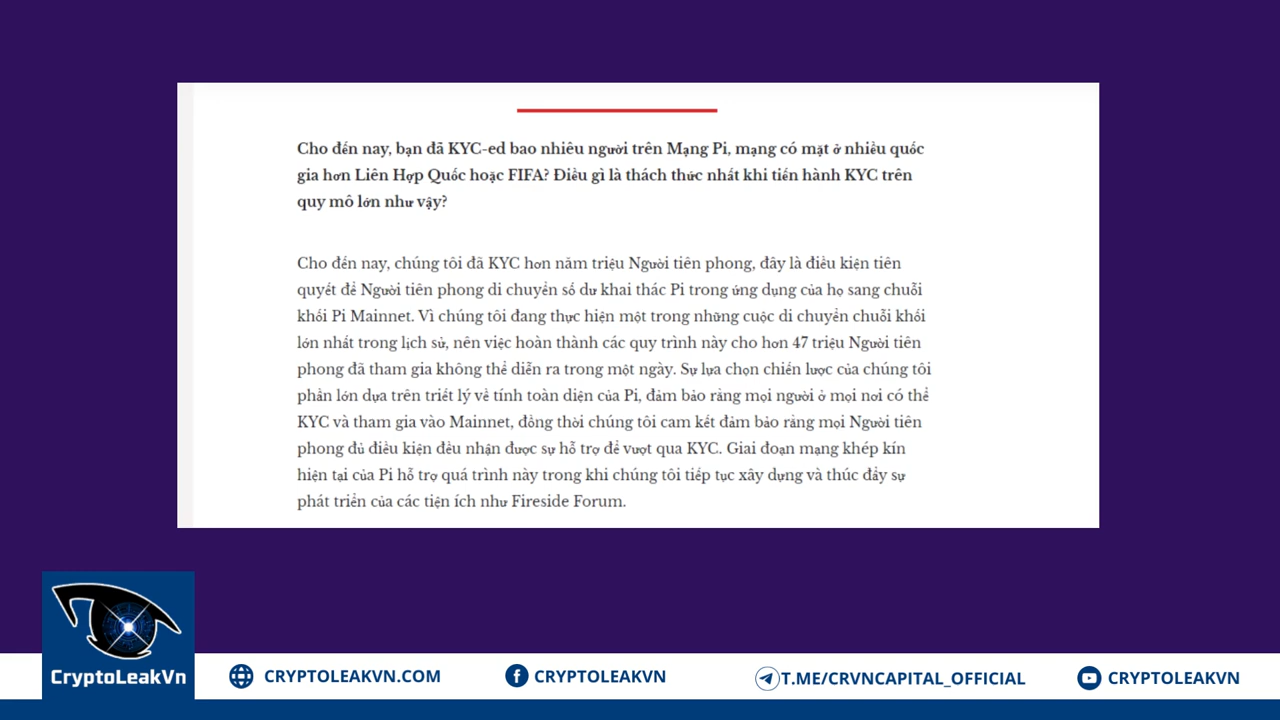 Cho đến nay, bạn đã KYC-ed bao nhiêu người trên Mạng Pi, mạng có mặt ở nhiều quốc
gia hơn Liên Hợp Quốc hoặc FIFA? Điều gì là thách thức nhất khi tiến hành KYC trên
quy mô lớn như vậy?
Cho đến nay, chúng tôi đã KYC hơn năm triệu Người tiên phong, đây là điều kiện tiên
quyết để Người tiên phong di chuyển số dư khai thác Pi trong ứng dụng của họ sang chuỗi
khối Pi Mainnet. Vì chúng tôi đang thực hiện một trong những cuộc di chuyển chuỗi khối
lớn nhất trong lịch sử, nên việc hoàn thành các quy trình này cho hơn 47 triệu Người tiên
phong đã tham gia không thể diễn ra trong một ngày. Sự lựa chọn chiến lược của chúng tôi
phần lớn dựa trên triết lý về tính toàn diện của Pi, đảm bảo rằng mọi người ở mọi nơi có thể
KYC và tham gia vào Mainnet, đồng thời chúng tôi cam kết đảm bảo rằng mọi Người tiên
phong đủ điều kiện đều nhận được sự hỗ trợ để vượt qua KYC. Giai đoạn mạng khép kín
hiện tại của Pi hỗ trợ quá trình này trong khi chúng tôi tiếp tục xây dựng và thúc đẩy sự
phát triển của các tiện ích như Fireside Forum.
CryptoLeakVn
CRYPTOLEAKVN.COM
CRYPTOLEAKVN
T.ME/CRVNCAPITAL_OFFICIAL
CRYPTOLEAKVN